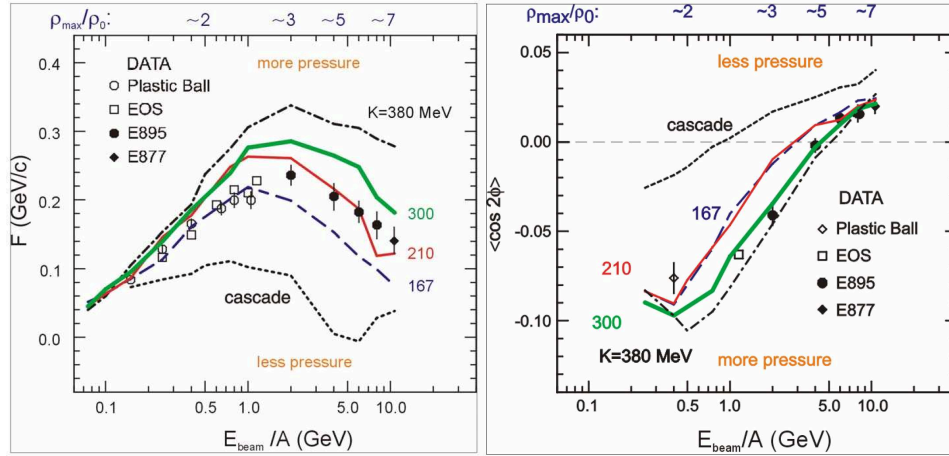 ρmax/ρ0: ~2 ~3 ~5 ~7
0.4
0.3
0.2
0.1
0.0
F (GeV/c)
more pressure
DATA
Plastic Ball
EOS
E895
E877
K=380 MeV
300
210
167
cascade
less pressure
0.1 0.5 1.0 5.0 10.0
Ebeam/A (GeV)
ρmax/ρ0: ~2 ~3 ~5 ~7
0.05
0.00
-0.05
-0.10
<cos 2ϕ>
less pressure
cascade
167
210
300
DATA
Plastic Ball
EOS
E895
E877
K=380 MeV
more pressure
0.1 0.5 1.0 5.0 10.0
Ebeam/A (GeV)